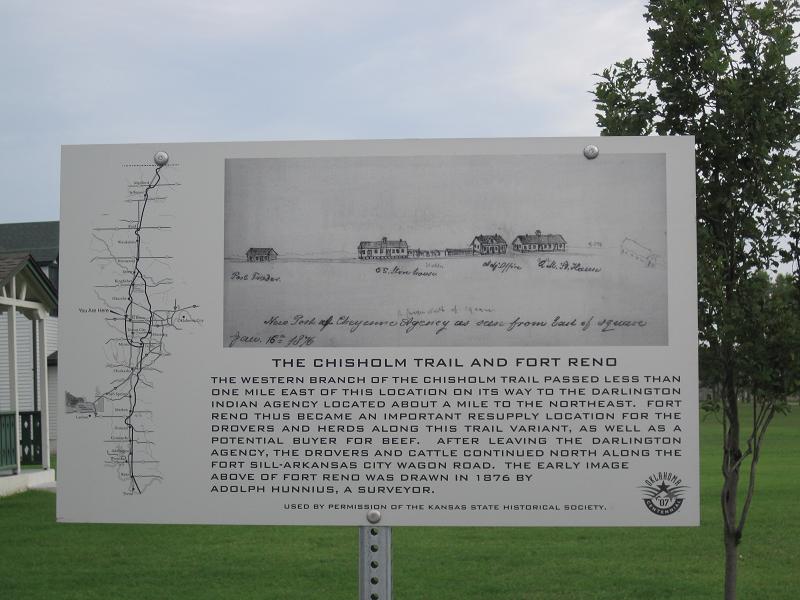 You Are Here
Post Trader.
C.S. Store house
Adj Office
Q.M. St. House
New Post of Cheyenne Agency as seen from East of square
Jan. 16th 1876
THE CHISHOLM TRAIL AND FORT RENO
THE WESTERN BRANCH OF THE CHISHOLM TRAIL PASSED LESS THAN
ONE MILE EAST OF THIS LOCATION ON ITS WAY TO THE DARLINGTON
INDIAN AGENCY LOCATED ABOUT A MILE TO THE NORTHEAST. FORT
RENO THUS BECAME AN IMPORTANT RESUPPLY LOCATION FOR THE
DROVERS AND HERDS ALONG THIS TRAIL VARIANT, AS WELL AS A
POTENTIAL BUYER FOR BEEF. AFTER LEAVING THE DARLINGTON
AGENCY, THE DROVERS AND CATTLE CONTINUED NORTH ALONG THE
FORT SILL-ARKANSAS CITY WAGON ROAD. THE EARLY IMAGE
ABOVE OF FORT RENO WAS DRAWN IN 1876 BY
ADOLPH HUNNIUS, A SURVEYOR.
USED BY PERMISSION OF THE KANSAS STATE HISTORICAL SOCIETY.
OKLAHOMA
'07
CENTENNIAL